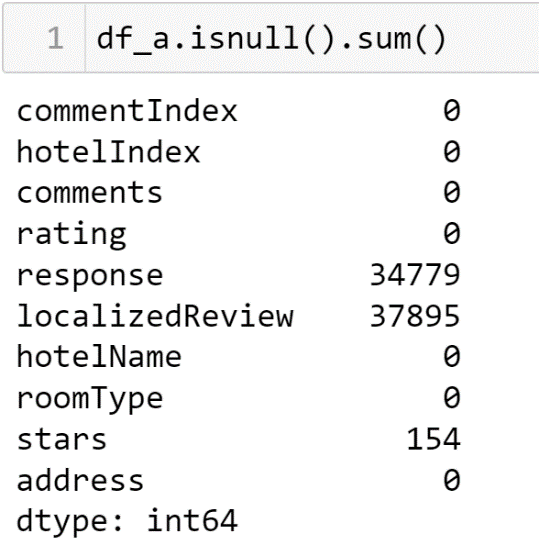 1 df_a.isnull().sum()
commentIndex 0
hotelIndex 0
comments 0
rating 0
response 34779
localizedReview 37895
hotelName 0
roomType 0
stars 154
address 0
dtype: int64